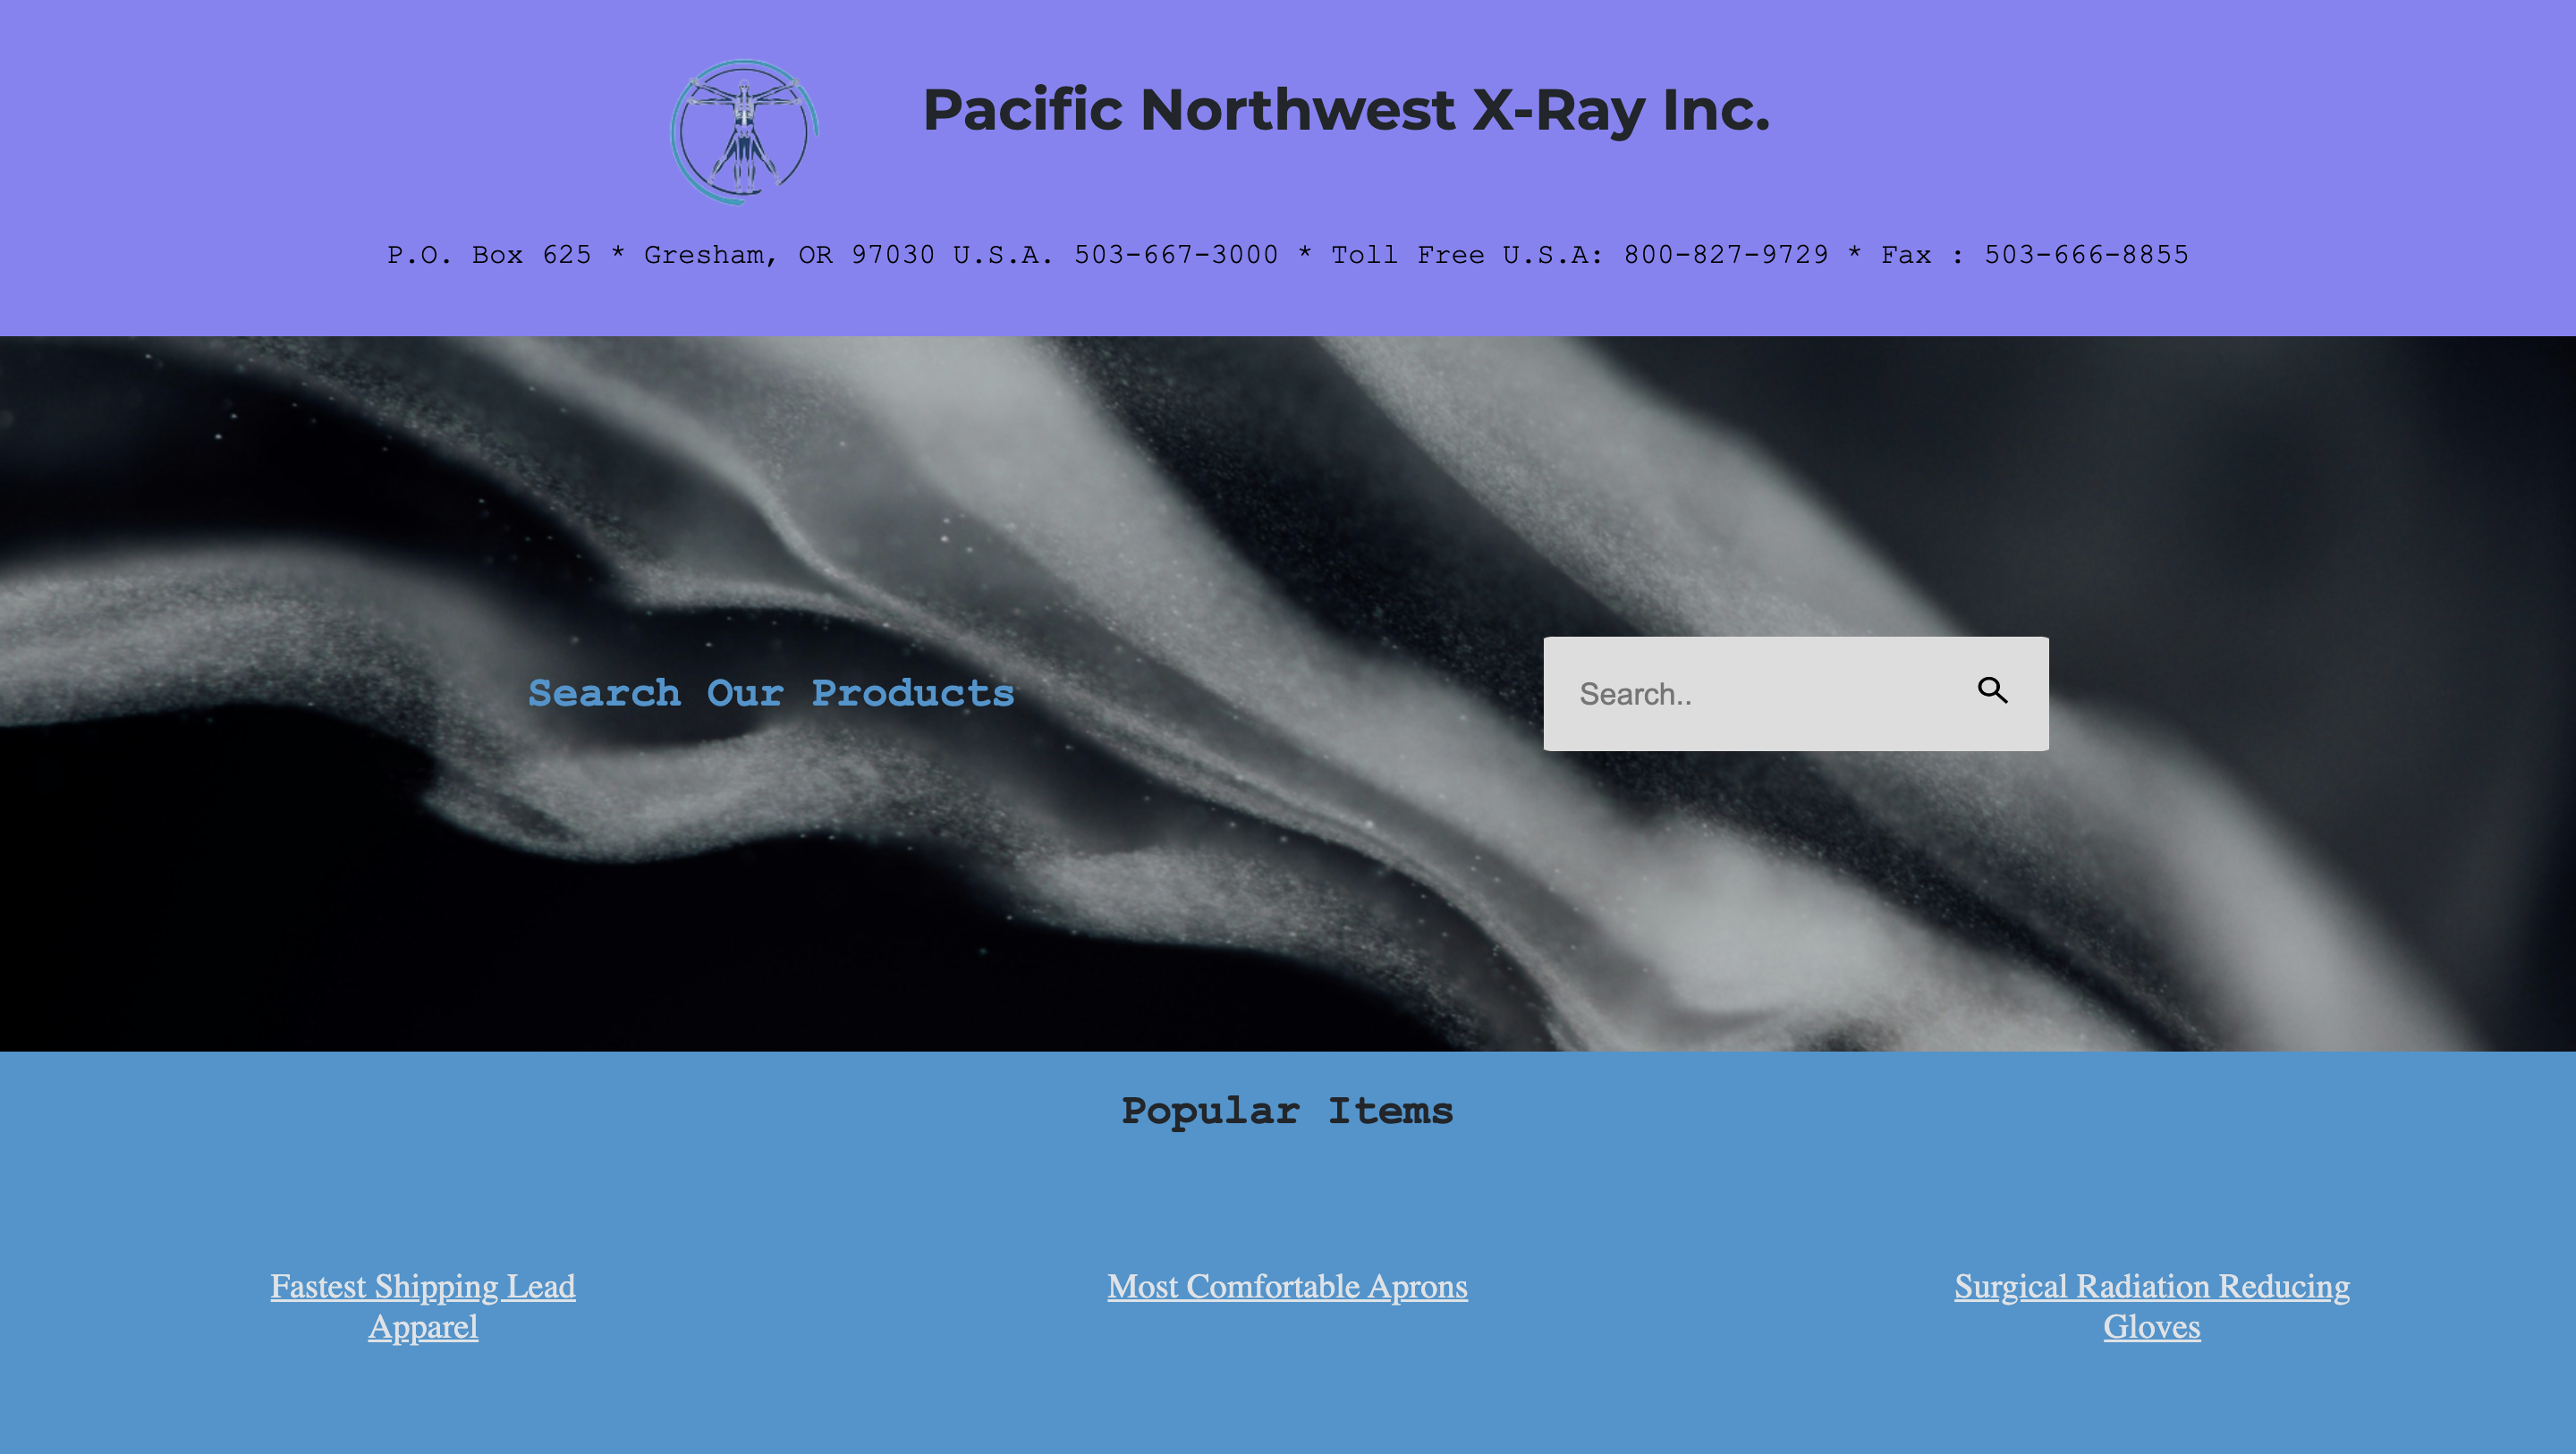 Pacific Northwest X-Ray Inc.
P.O. Box 625 * Gresham, OR 97030 U.S.A. 503-667-3000 * Toll Free U.S.A: 800-827-9729 * Fax : 503-666-8855
Search Our Products
Search..
Popular Items
Fastest Shipping Lead
Apparel
Most Comfortable Aprons
Surgical Radiation Reducing
Gloves